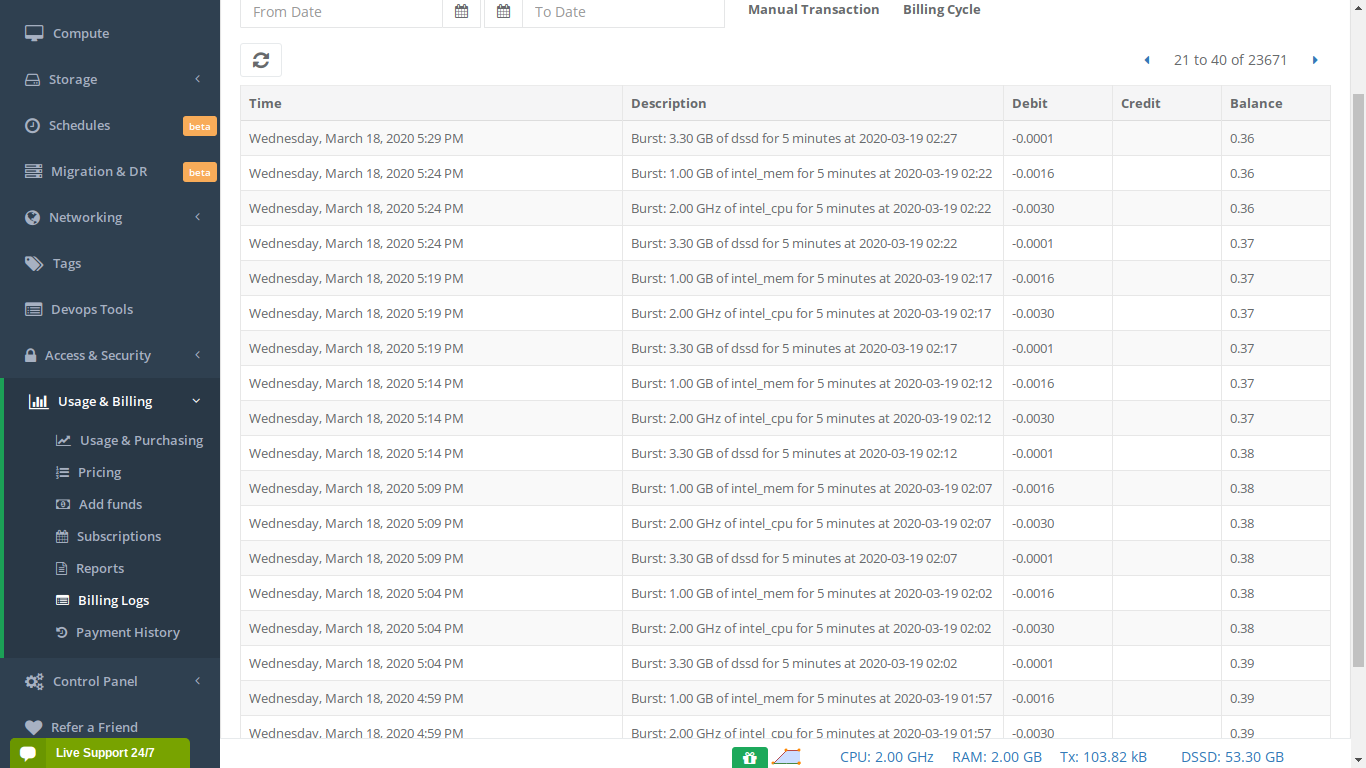 Compute
Storage
Schedules beta
Migration & DR beta
Networking
Tags
Devops Tools
Access & Security
Usage & Billing
Usage & Purchasing
Pricing
Add funds
Subscriptions
Reports
Billing Logs
Payment History
Control Panel
Refer a Friend
Live Support 24/7
From Date To Date Manual Transaction Billing Cycle
21 to 40 of 23671
Time Description Debit Credit Balance
Wednesday, March 18, 2020 5:29 PM Burst: 3.30 GB of dssd for 5 minutes at 2020-03-19 02:27 -0.0001 0.36
Wednesday, March 18, 2020 5:24 PM Burst: 1.00 GB of intel_mem for 5 minutes at 2020-03-19 02:22 -0.0016 0.36
Wednesday, March 18, 2020 5:24 PM Burst: 2.00 GHz of intel_cpu for 5 minutes at 2020-03-19 02:22 -0.0030 0.36
Wednesday, March 18, 2020 5:24 PM Burst: 3.30 GB of dssd for 5 minutes at 2020-03-19 02:22 -0.0001 0.37
Wednesday, March 18, 2020 5:19 PM Burst: 1.00 GB of intel_mem for 5 minutes at 2020-03-19 02:17 -0.0016 0.37
Wednesday, March 18, 2020 5:19 PM Burst: 2.00 GHz of intel_cpu for 5 minutes at 2020-03-19 02:17 -0.0030 0.37
Wednesday, March 18, 2020 5:19 PM Burst: 3.30 GB of dssd for 5 minutes at 2020-03-19 02:17 -0.0001 0.37
Wednesday, March 18, 2020 5:14 PM Burst: 1.00 GB of intel_mem for 5 minutes at 2020-03-19 02:12 -0.0016 0.37
Wednesday, March 18, 2020 5:14 PM Burst: 2.00 GHz of intel_cpu for 5 minutes at 2020-03-19 02:12 -0.0030 0.37
Wednesday, March 18, 2020 5:14 PM Burst: 3.30 GB of dssd for 5 minutes at 2020-03-19 02:12 -0.0001 0.38
Wednesday, March 18, 2020 5:09 PM Burst: 1.00 GB of intel_mem for 5 minutes at 2020-03-19 02:07 -0.0016 0.38
Wednesday, March 18, 2020 5:09 PM Burst: 2.00 GHz of intel_cpu for 5 minutes at 2020-03-19 02:07 -0.0030 0.38
Wednesday, March 18, 2020 5:09 PM Burst: 3.30 GB of dssd for 5 minutes at 2020-03-19 02:07 -0.0001 0.38
Wednesday, March 18, 2020 5:04 PM Burst: 1.00 GB of intel_mem for 5 minutes at 2020-03-19 02:02 -0.0016 0.38
Wednesday, March 18, 2020 5:04 PM Burst: 2.00 GHz of intel_cpu for 5 minutes at 2020-03-19 02:02 -0.0030 0.38
Wednesday, March 18, 2020 5:04 PM Burst: 3.30 GB of dssd for 5 minutes at 2020-03-19 02:02 -0.0001 0.39
Wednesday, March 18, 2020 4:59 PM Burst: 1.00 GB of intel_mem for 5 minutes at 2020-03-19 01:57 -0.0016 0.39
Wednesday, March 18, 2020 4:59 PM Burst: 2.00 GHz of intel_cpu for 5 minutes at 2020-03-19 01:57 -0.0030 0.39
CPU: 2.00 GHz RAM: 2.00 GB Tx: 103.82 kB DSSD: 53.30 GB